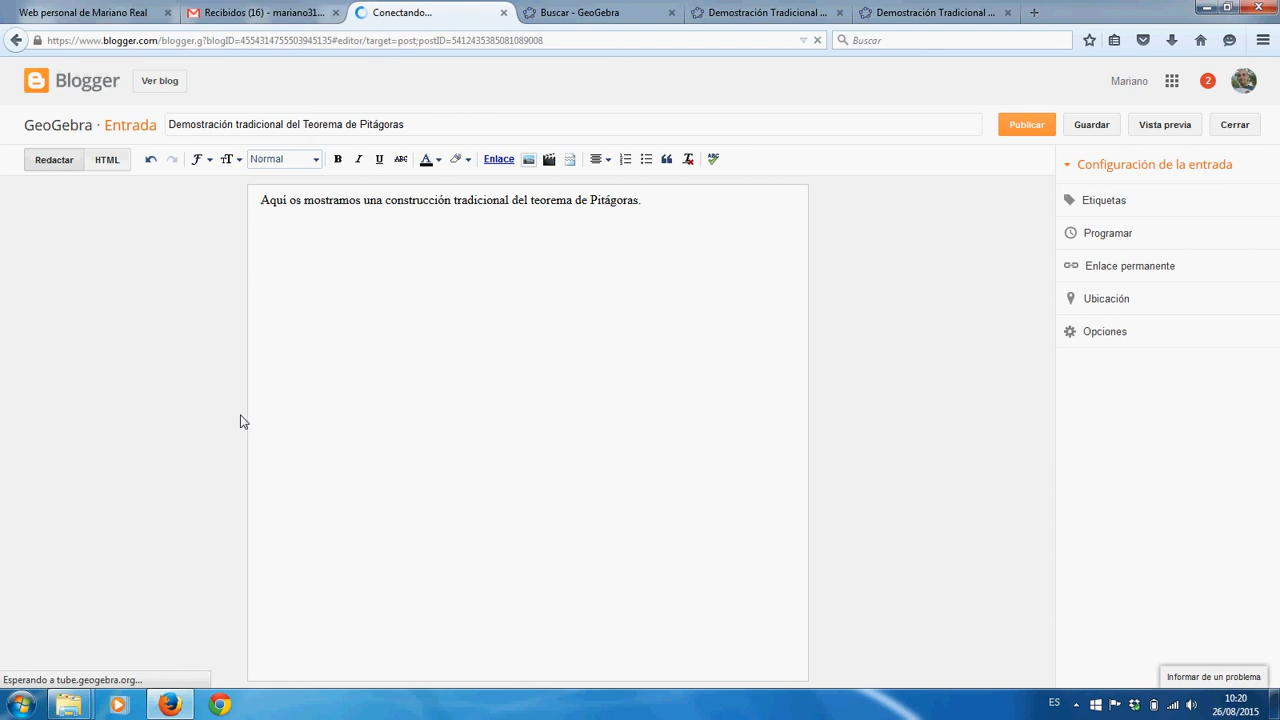 Web personal de Mariano Real
Recibidos (16) - mariano31...
Conectando...
Buscar - GeoGebra
Demostración Tradicional ...
Demostración Tradicional ...
https://www.blogger.com/blogger.g?blogID=4554314755503945135#editor/target=post;postID=5412435385081089008
Buscar
Blogger
Ver blog
Mariano
2
GeoGebra · Entrada
Demostración tradicional del Teorema de Pitágoras
Publicar
Guardar
Vista previa
Cerrar
Redactar
HTML
Normal
B I U ABC A
Enlace
Configuración de la entrada
Aquí os mostramos una construcción tradicional del teorema de Pitágoras.
Etiquetas
Programar
Enlace permanente
Ubicación
Opciones
Esperando a tube.geogebra.org...
Informar de un problema
ES
10:20
26/08/2015